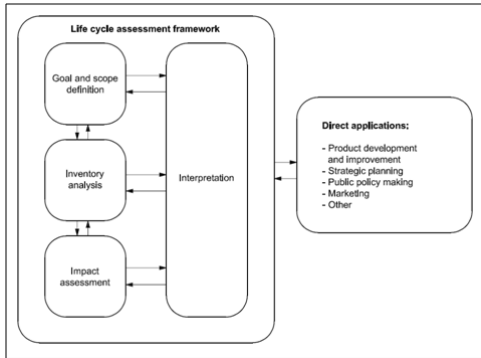 Life cycle assessment framework
Goal and scope
definition
Inventory
analysis
Impact
assessment
Interpretation
Direct applications:
- Product development
and improvement
- Strategic planning
- Public policy making
- Marketing
- Other